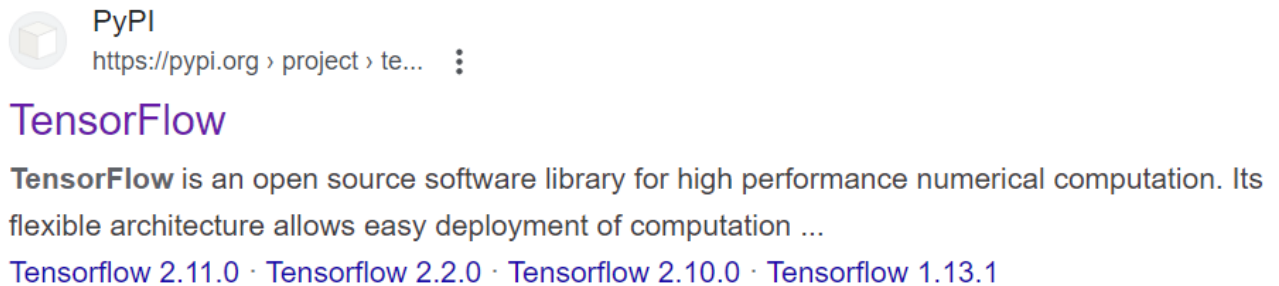 PyPI
https://pypi.org › project › te...
TensorFlow
TensorFlow is an open source software library for high performance numerical computation. Its
flexible architecture allows easy deployment of computation ...
Tensorflow 2.11.0 · Tensorflow 2.2.0 · Tensorflow 2.10.0 · Tensorflow 1.13.1